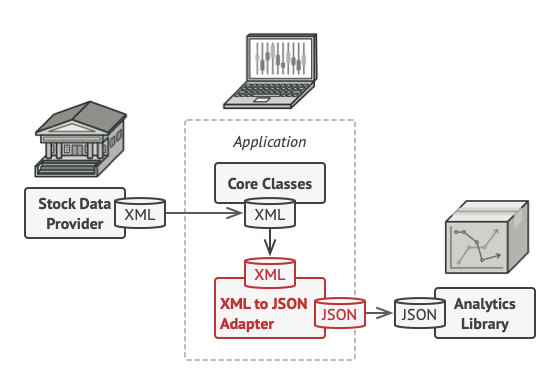 Application
Stock Data
Provider
XML
Core Classes
XML
XML
XML to JSON
Adapter
JSON
JSON
Analytics
Library